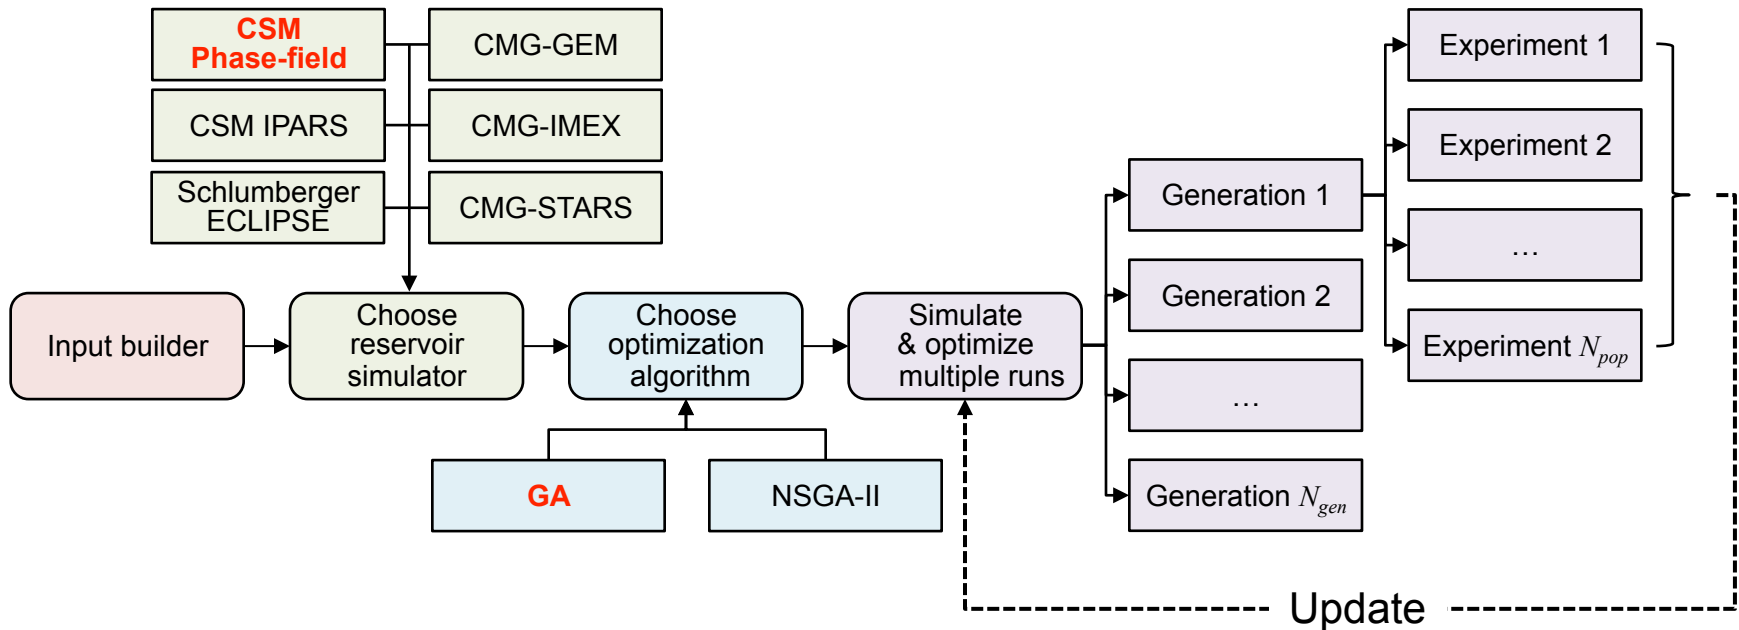 CSM
Phase-field
CMG-GEM
CSM IPARS
CMG-IMEX
Schlumberger
ECLIPSE
CMG-STARS
Input builder
Choose
reservoir
simulator
Choose
optimization
algorithm
Simulate
& optimize
multiple runs
GA
NSGA-II
Generation 1
Generation 2
...
Generation N_gen
Experiment 1
Experiment 2
...
Experiment N_pop
Update